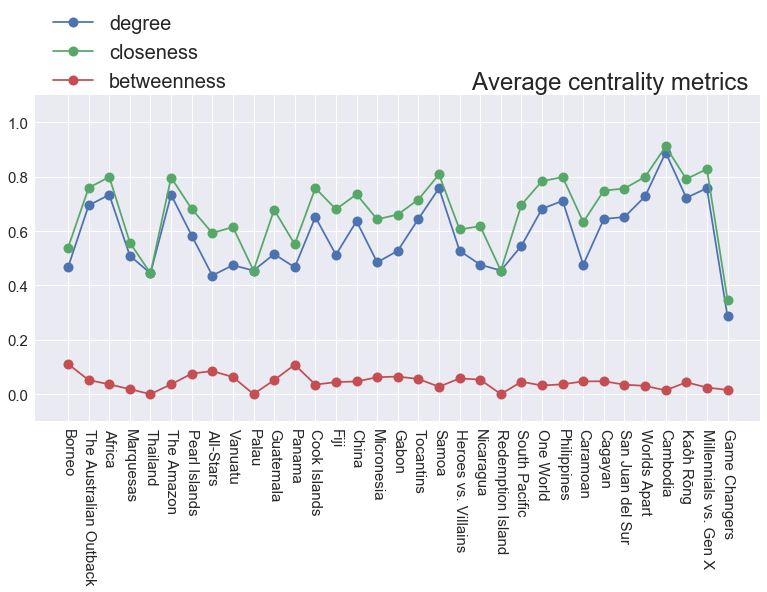 degree
closeness
betweenness
Average centrality metrics
1.0
0.8
0.6
0.4
0.2
0.0
Borneo
The Australian Outback
Africa
Marquesas
Thailand
The Amazon
Pearl Islands
All-Stars
Vanuatu
Palau
Guatemala
Panama
Cook Islands
Fiji
China
Micronesia
Gabon
Tocantins
Samoa
Heroes vs. Villains
Nicaragua
Redemption Island
South Pacific
One World
Philippines
Caramoan
Cagayan
San Juan del Sur
Worlds Apart
Cambodia
Kaôh Rōng
Millennials vs. Gen X
Game Changers